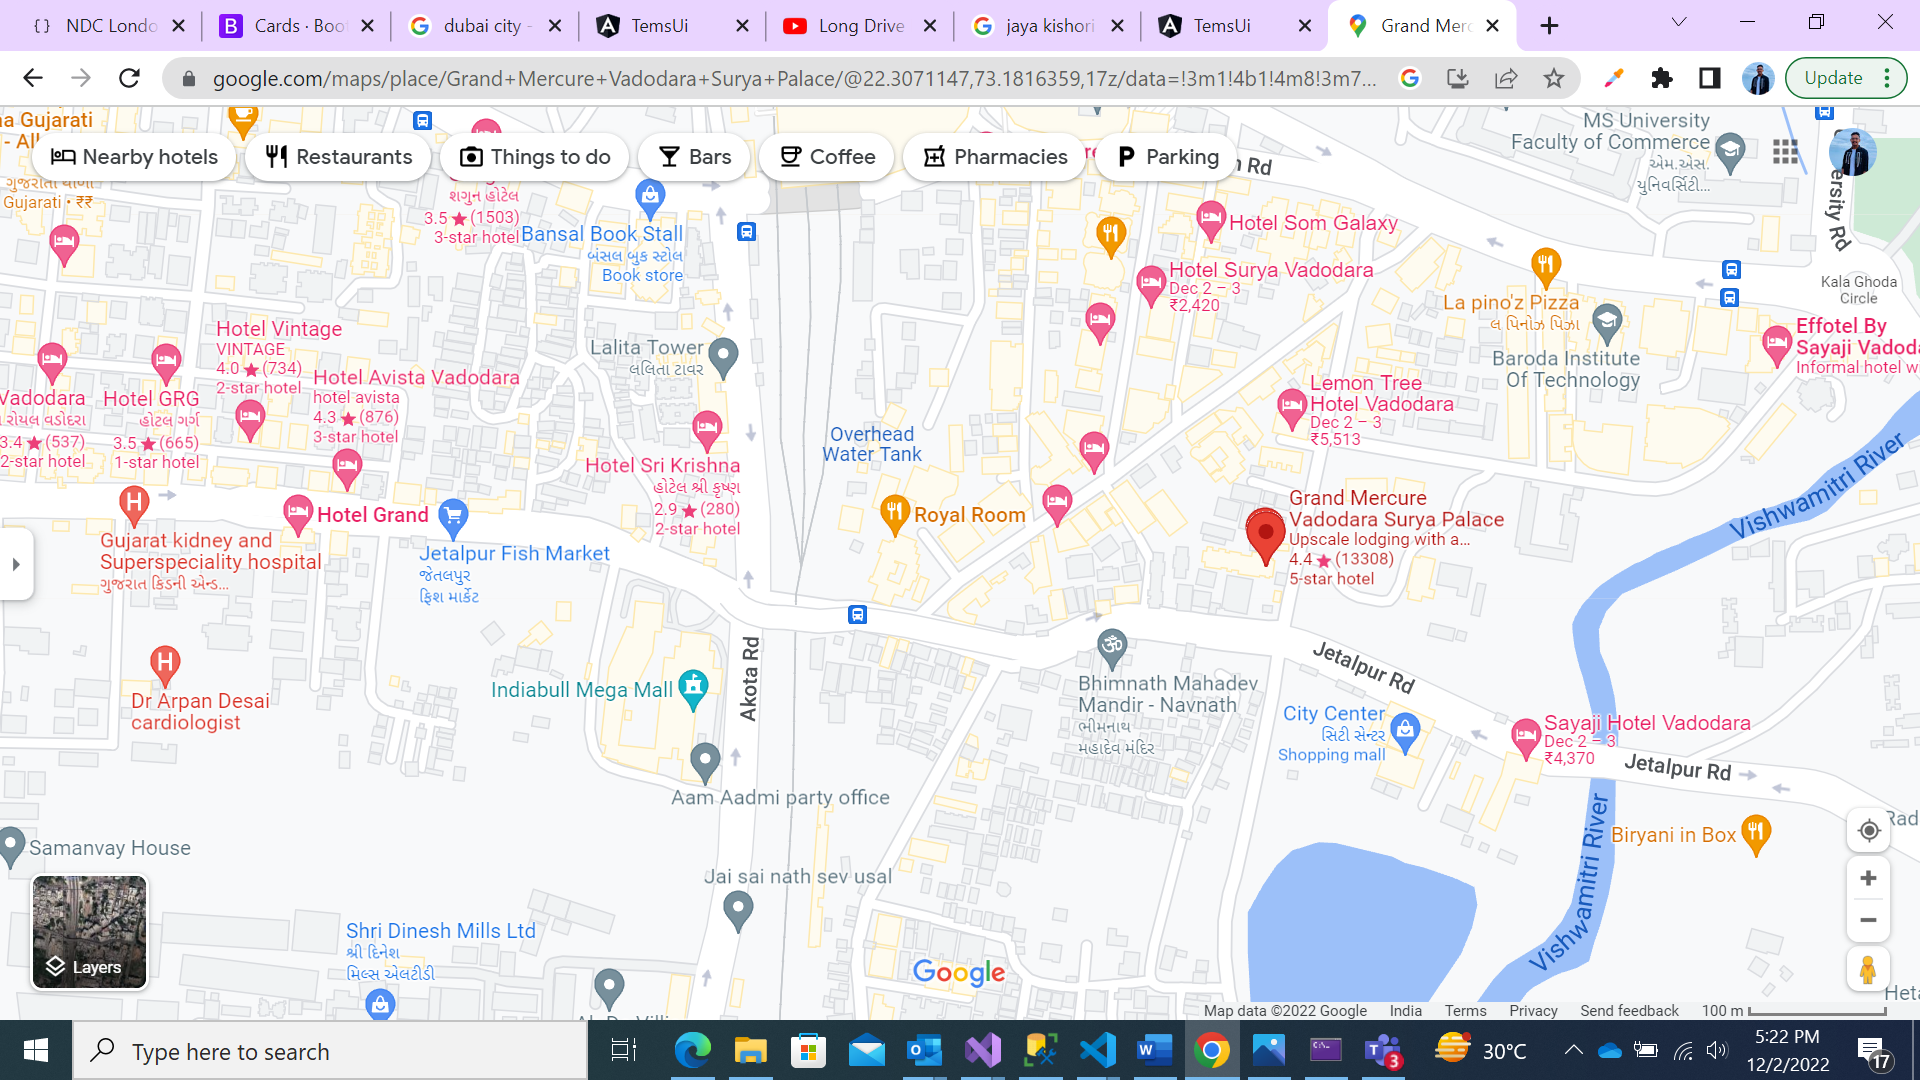 NDC Londo
Cards · Boot
dubai city -
TemsUi
Long Drive
jaya kishori
TemsUi
Grand Merc
google.com/maps/place/Grand+Mercure+Vadodara+Surya+Palace/@22.3071147,73.1816359,17z/data=!3m1!4b1!4m8!3m7...
Update
Nearby hotels
Restaurants
Things to do
Bars
Coffee
Pharmacies
Parking
a Gujarati
- All
Gujarati • ₹₹
શગુન હોટેલ
3.5 ★ (1503)
3-star hotel
Bansal Book Stall
બંસલ બુક સ્ટોલ
Book store
n Rd
MS University
Faculty of Commerce
એમ.એસ.
યુનિવર્સિટી...
ersity Rd
Hotel Som Galaxy
Hotel Surya Vadodara
Dec 2 – 3
₹2,420
La pino'z Pizza
લ પિનોઝ પિઝા
Kala Ghoda
Circle
Baroda Institute
Of Technology
Effotel By
Sayaji Vadoda
Informal hotel wi
Hotel Vintage
VINTAGE
4.0 ★ (734)
2-star hotel
Lalita Tower
લલિતા ટાવર
Hotel Avista Vadodara
hotel avista
4.3 ★ (876)
3-star hotel
Vadodara
રોયલ વડોદરા
3.4 ★ (537)
2-star hotel
Hotel GRG
હોટલ ગર્ગ
3.5 ★ (665)
1-star hotel
Lemon Tree
Hotel Vadodara
Dec 2 – 3
₹5,513
Overhead
Water Tank
Hotel Sri Krishna
હોટેલ શ્રી કૃષ્ણ
2.9 ★ (280)
2-star hotel
Vishwamitri River
Hotel Grand
Royal Room
Grand Mercure
Vadodara Surya Palace
Upscale lodging with a...
4.4 ★ (13308)
5-star hotel
Gujarat kidney and
Superspeciality hospital
ગુજરાત કિડની એન્ડ...
Jetalpur Fish Market
જેતલપુર
ફિશ માર્કેટ
Akota Rd
Jetalpur Rd
Dr Arpan Desai
cardiologist
Indiabull Mega Mall
Bhimnath Mahadev
Mandir - Navnath
ભીમનાથ
મહાદેવ મંદિર
City Center
સિટી સેન્ટર
Shopping mall
Sayaji Hotel Vadodara
Dec 2 – 3
₹4,370
Jetalpur Rd
Aam Aadmi party office
Samanvay House
Biryani in Box
Rad
Jai sai nath sev usal
Vishwamitri River
Shri Dinesh Mills Ltd
શ્રી દિનેશ
મિલ્સ એલટીડી
Layers
Google
Heta
Map data ©2022 Google
India
Terms
Privacy
Send feedback
100 m
Type here to search
3
30°C
5:22 PM
12/2/2022
17